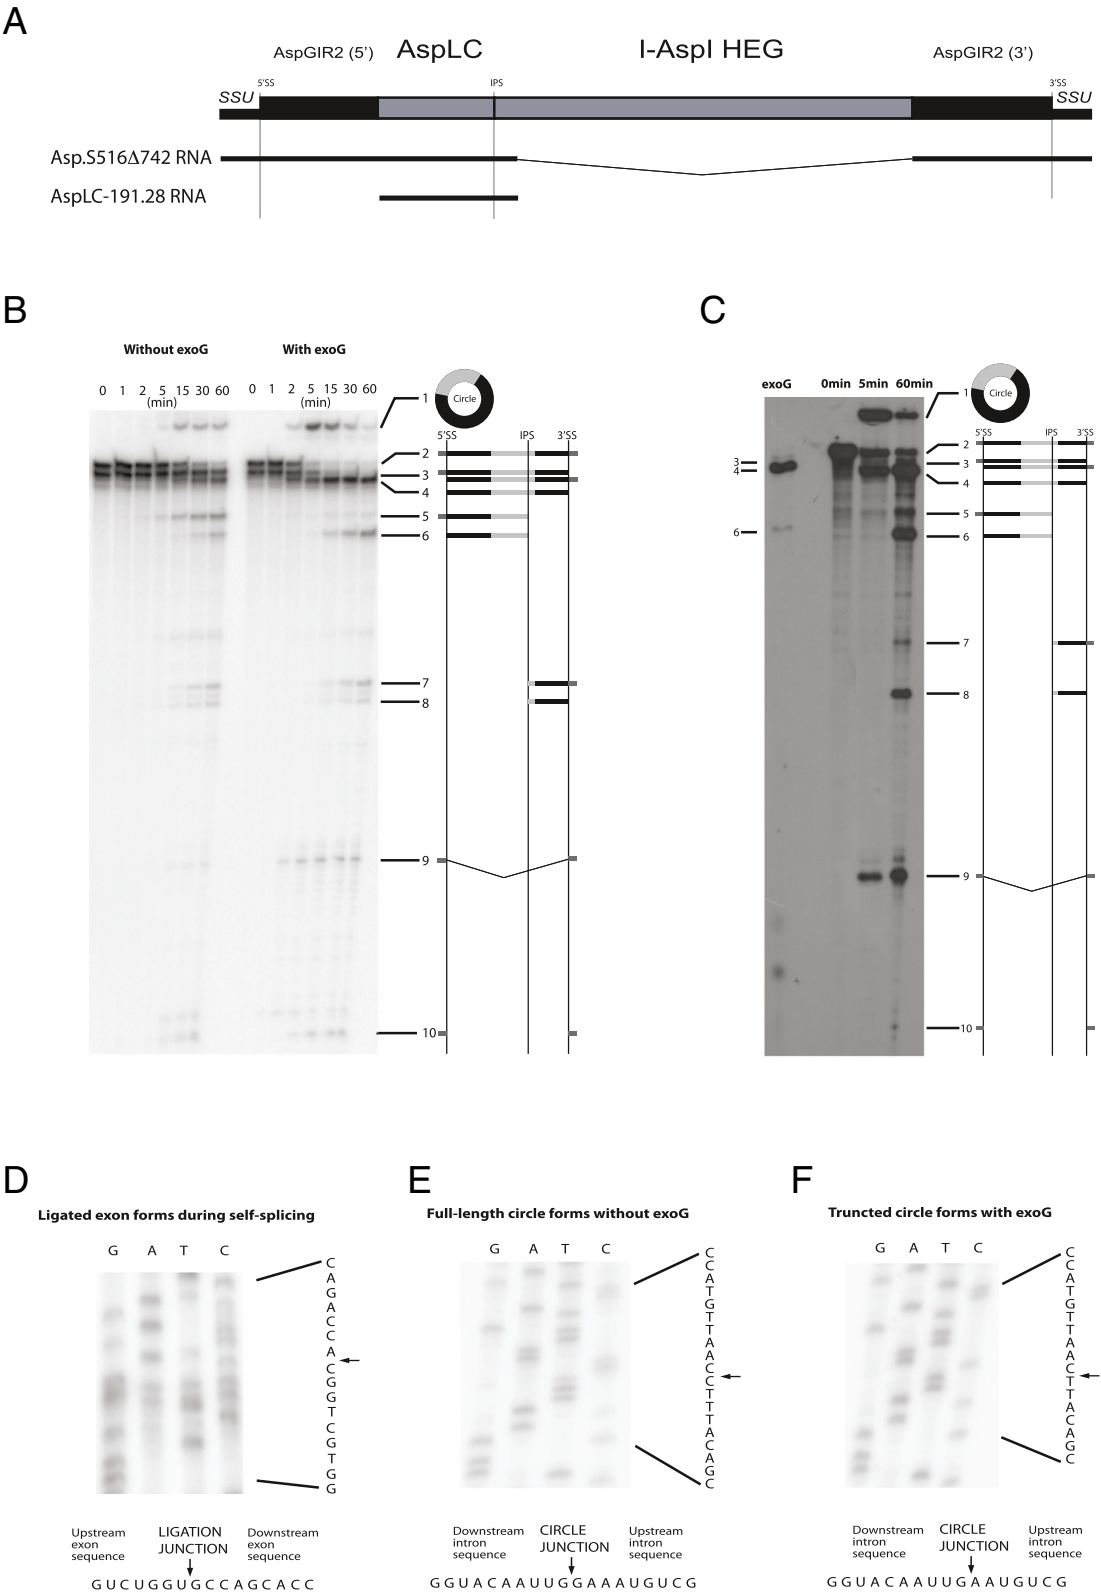 A
AspGIR2 (5’) AspLC I-AspI HEG AspGIR2 (3’)
5’SS IPS 3’SS
SSU SSU
Asp.S516Δ742 RNA
AspLC-191.28 RNA
B
Without exoG With exoG
0 1 2 5 15 30 60 0 1 2 5 15 30 60
(min) (min)
1 Circle
5’SS IPS 3’SS
2
3
4
5
6
7
8
9
10
C
exoG 0min 5min 60min
1 Circle
5’SS IPS 3’SS
2
3 3
4 4
5
6 6
7
8
9
10
D
Ligated exon forms during self-splicing
G A T C
C
A
G
A
C
C
A
C
G
G
T
C
G
T
G
G
Upstream exon sequence
LIGATION JUNCTION
Downstream exon sequence
G U C U G G U G C C A G C A C C
E
Full-length circle forms without exoG
G A T C
C
C
A
T
G
T
T
A
A
C
C
T
T
T
A
C
A
G
C
Downstream intron sequence
CIRCLE JUNCTION
Upstream intron sequence
G G U A C A A U U G G A A A U G U C G
F
Truncted circle forms with exoG
G A T C
C
C
A
T
G
T
T
A
A
C
T
T
A
C
A
G
C
Downstream intron sequence
CIRCLE JUNCTION
Upstream intron sequence
G G U A C A A U U G A A U G U C G